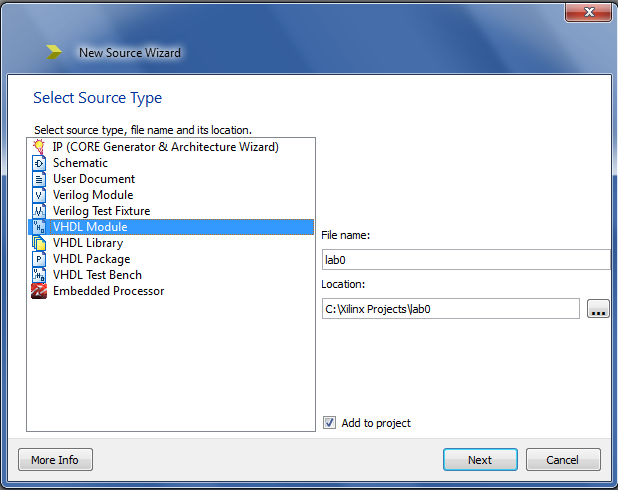 New Source Wizard
Select Source Type
Select source type, file name and its location.
IP (CORE Generator & Architecture Wizard)
Schematic
User Document
Verilog Module
Verilog Test Fixture
VHDL Module
VHDL Library
VHDL Package
VHDL Test Bench
Embedded Processor
File name:
lab0
Location:
C:\Xilinx Projects\lab0
...
Add to project
More Info
Next
Cancel